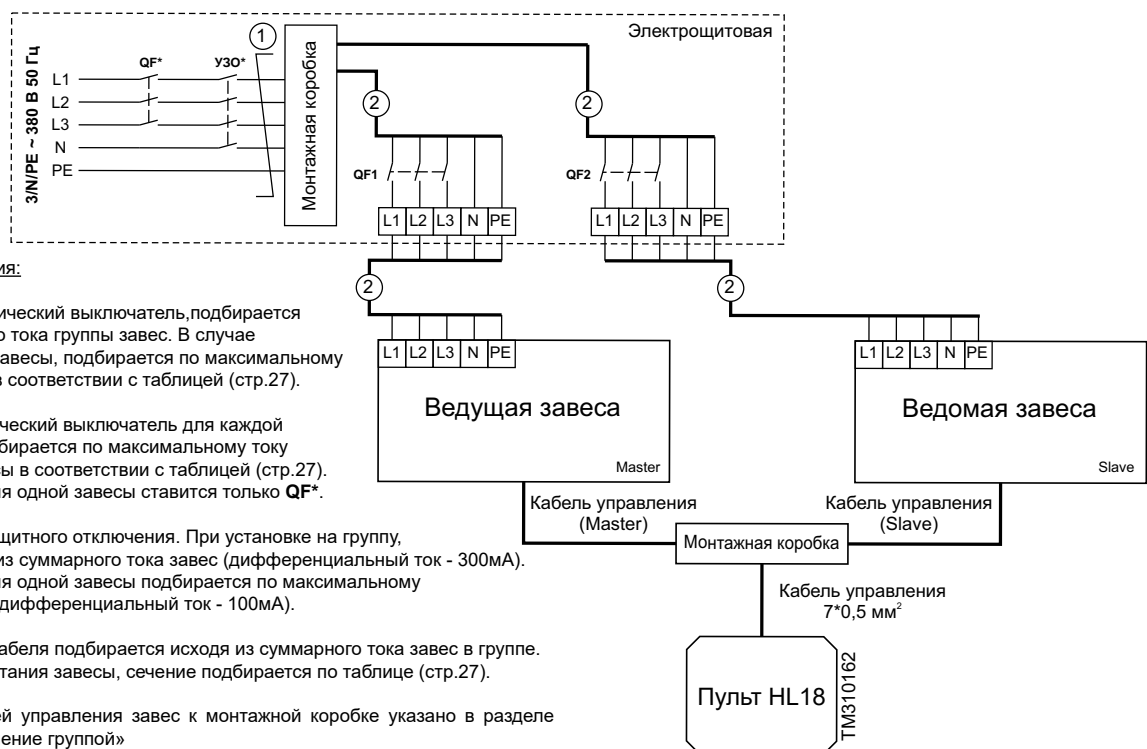 Электрощитовая
1
3/N/PE ~ 380 В 50 Гц
QF*
УЗО*
L1
L2
L3
N
PE
Монтажная коробка
2
2
QF1
QF2
L1 L2 L3 N PE
L1 L2 L3 N PE
2
2
L1 L2 L3 N PE
L1 L2 L3 N PE
Ведущая завеса
Master
Ведомая завеса
Slave
ия:
ический выключатель,подбирается
о тока группы завес. В случае
авесы, подбирается по максимальному
в соответствии с таблицей (стр.27).
ческий выключатель для каждой
бирается по максимальному току
ы в соответствии с таблицей (стр.27).
ия одной завесы ставится только QF*.
щитного отключения. При установке на группу,
из суммарного тока завес (дифференциальный ток - 300мА).
ия одной завесы подбирается по максимальному
дифференциальный ток - 100мА).
абеля подбирается исходя из суммарного тока завес в группе.
тания завесы, сечение подбирается по таблице (стр.27).
ей управления завес к монтажной коробке указано в разделе
ение группой»
Кабель управления
(Master)
Кабель управления
(Slave)
Монтажная коробка
Кабель управления
7*0,5 мм²
Пульт HL18
TM310162